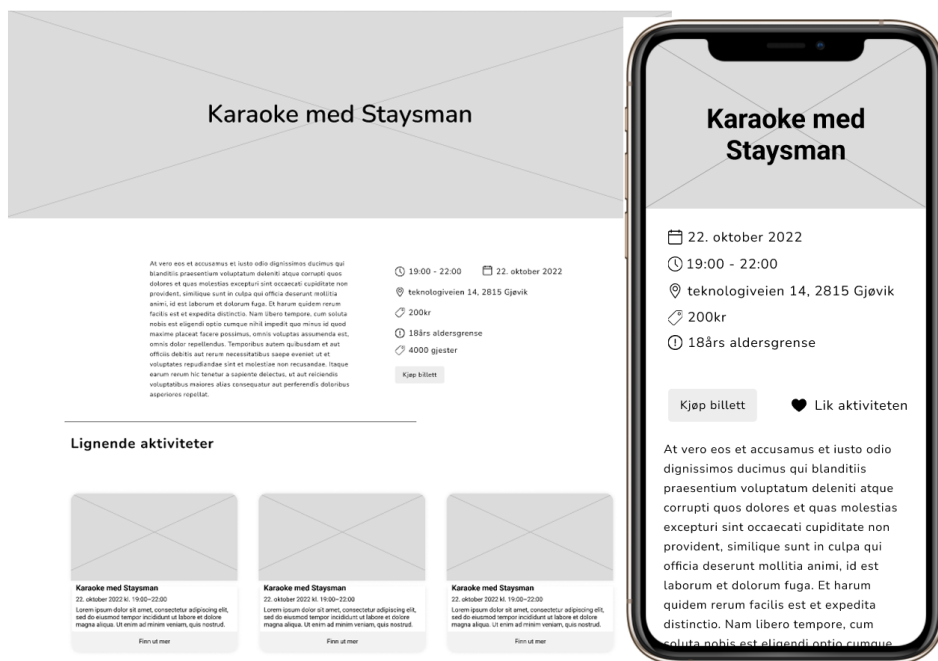 Karaoke med Staysman
At vero eos et accusamus et iusto odio dignissimos ducimus qui
blanditiis praesentium voluptatum deleniti atque corrupti quos
dolores et quas molestias excepturi sint occaecati cupiditate non
provident, similique sunt in culpa qui officia deserunt mollitia
animi, id est laborum et dolorum fuga. Et harum quidem rerum
facilis est et expedita distinctio. Nam libero tempore, cum soluta
nobis est eligendi optio cumque nihil impedit quo minus id quod
maxime placeat facere possimus, omnis voluptas assumenda est,
omnis dolor repellendus. Temporibus autem quibusdam et aut
officiis debitis aut rerum necessitatibus saepe eveniet ut et
voluptates repudiandae sint et molestiae non recusandae. Itaque
earum rerum hic tenetur a sapiente delectus, ut aut reiciendis
voluptatibus maiores alias consequatur aut perferendis doloribus
asperiores repellat.
19:00 - 22:00 22. oktober 2022
teknologiveien 14, 2815 Gjøvik
200kr
18års aldersgrense
4000 gjester
Kjøp billett
Lignende aktiviteter
Karaoke med Staysman
22. oktober 2022 kl. 19:00–22:00
Lorem ipsum dolor sit amet, consectetur adipiscing elit,
sed do eiusmod tempor incididunt ut labore et dolore
magna aliqua. Ut enim ad minim veniam, quis nostrud.
Finn ut mer
Karaoke med Staysman
22. oktober 2022 kl. 19:00–22:00
Lorem ipsum dolor sit amet, consectetur adipiscing elit,
sed do eiusmod tempor incididunt ut labore et dolore
magna aliqua. Ut enim ad minim veniam, quis nostrud.
Finn ut mer
Karaoke med Staysman
22. oktober 2022 kl. 19:00–22:00
Lorem ipsum dolor sit amet, consectetur adipiscing elit,
sed do eiusmod tempor incididunt ut labore et dolore
magna aliqua. Ut enim ad minim veniam, quis nostrud.
Finn ut mer
Karaoke med
Staysman
22. oktober 2022
19:00 - 22:00
teknologiveien 14, 2815 Gjøvik
200kr
18års aldersgrense
Kjøp billett Lik aktiviteten
At vero eos et accusamus et iusto odio
dignissimos ducimus qui blanditiis
praesentium voluptatum deleniti atque
corrupti quos dolores et quas molestias
excepturi sint occaecati cupiditate non
provident, similique sunt in culpa qui
officia deserunt mollitia animi, id est
laborum et dolorum fuga. Et harum
quidem rerum facilis est et expedita
distinctio. Nam libero tempore, cum
soluta nobis est eligendi optio cumque